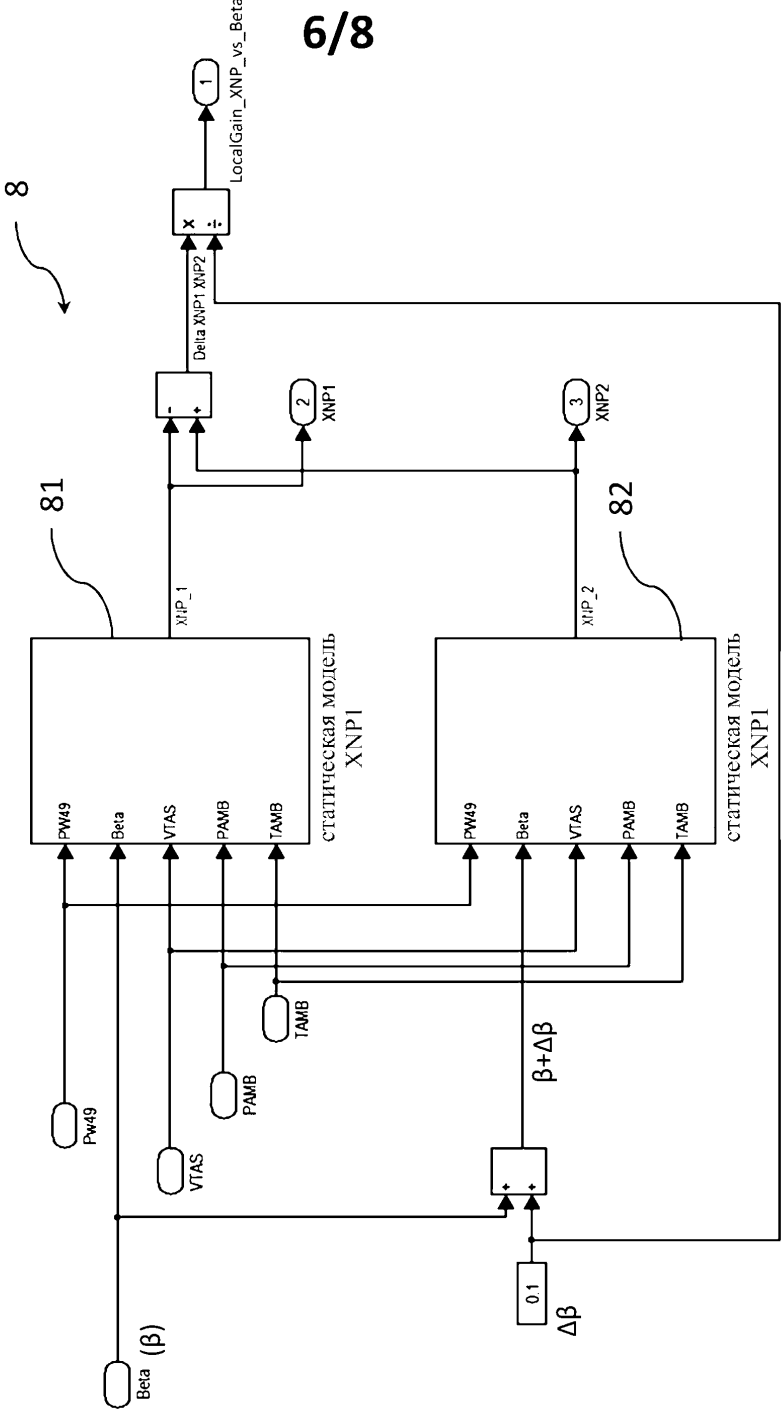 6/8
8
1
LocalGain_XNP_vs_Beta
×
÷
Delta XNP1 XNP2
-
+
2
XNP1
3
XNP2
81
XNP_1
PW49
Beta
VTAS
PAMB
TAMB
статическая модель
XNP1
82
XNP_2
PW49
Beta
VTAS
PAMB
TAMB
статическая модель
XNP1
TAMB
PAMB
Pw49
VTAS
β+Δβ
+
+
0.1
Δβ
Beta
(β)